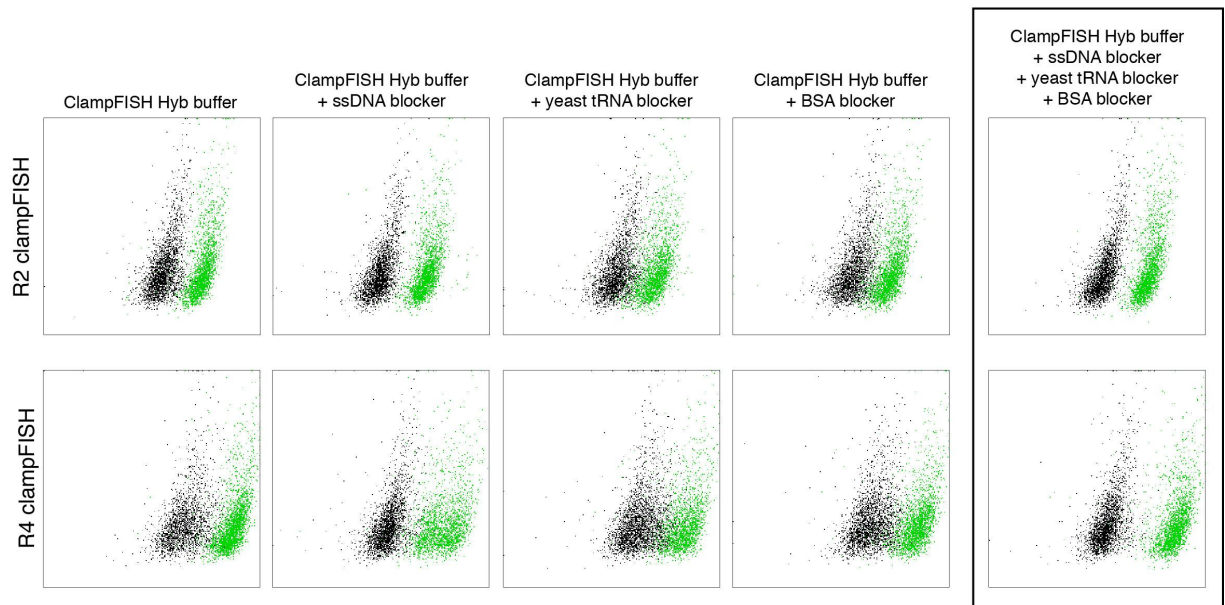 ClampFISH Hyb buffer
ClampFISH Hyb buffer
+ ssDNA blocker
ClampFISH Hyb buffer
+ yeast tRNA blocker
ClampFISH Hyb buffer
+ BSA blocker
ClampFISH Hyb buffer
+ ssDNA blocker
+ yeast tRNA blocker
+ BSA blocker
R2 clampFISH
R4 clampFISH